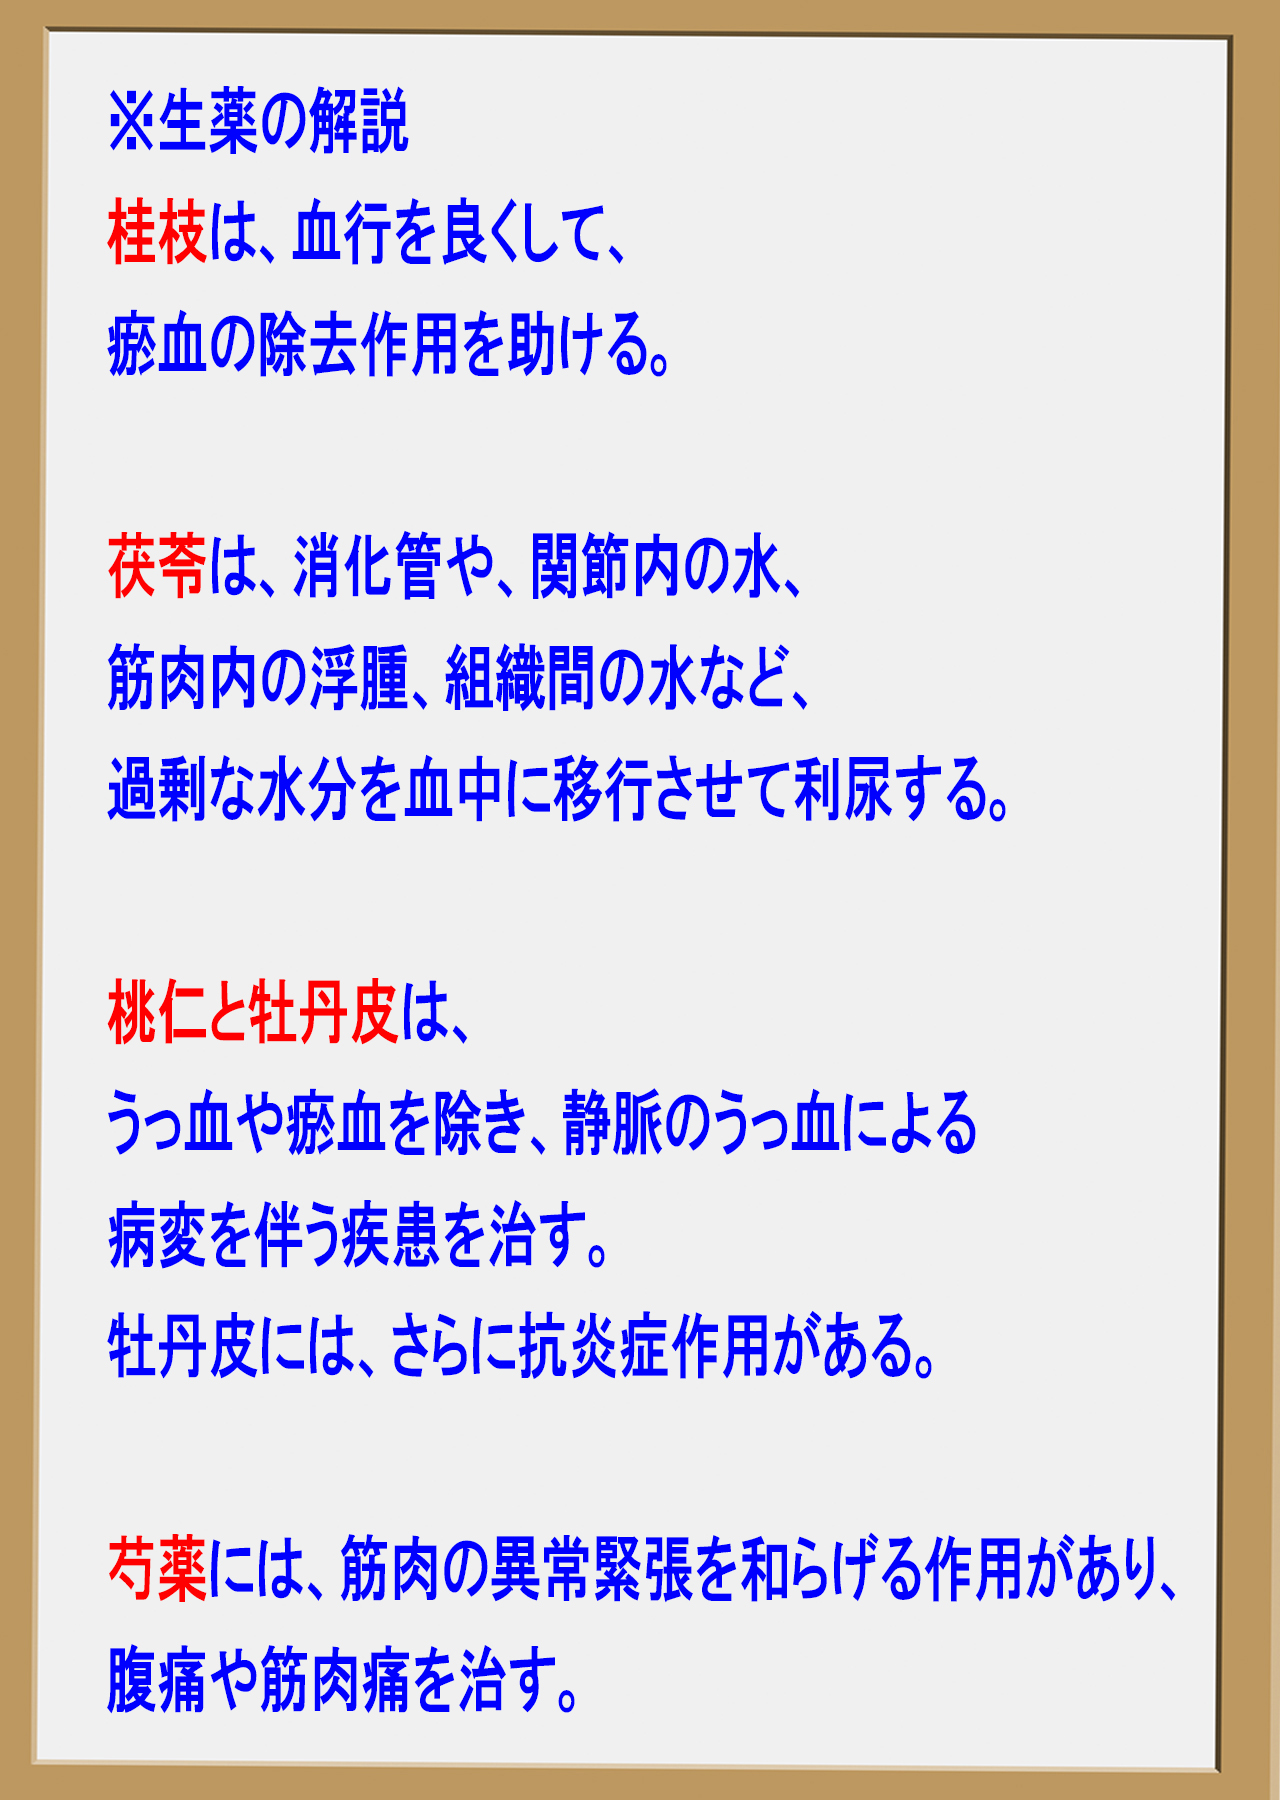 ※生薬の解説
桂枝は、血行を良くして、
瘀血の除去作用を助ける。
茯苓は、消化管や、関節内の水、
筋肉内の浮腫、組織間の水など、
過剰な水分を血中に移行させて利尿する。
桃仁と牡丹皮は、
うっ血や瘀血を除き、静脈のうっ血による
病変を伴う疾患を治す。
牡丹皮には、さらに抗炎症作用がある。
芍薬には、筋肉の異常緊張を和らげる作用があり、
腹痛や筋肉痛を治す。